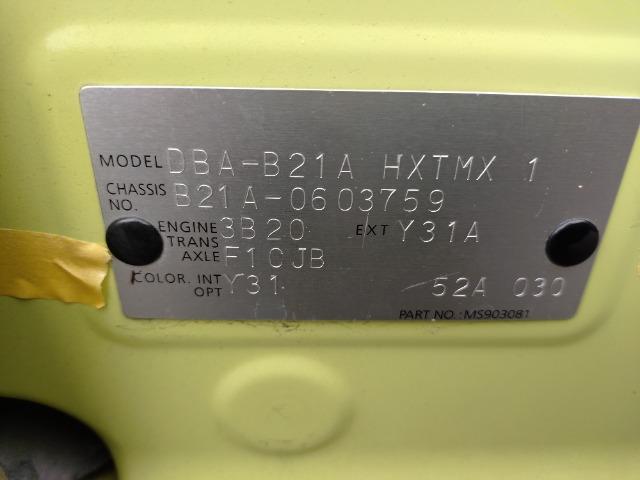 MODEL DBA-B21A HXTMX 1
CHASSIS NO. B21A-0603759
ENGINE 3B20 EXT Y31A
TRANS AXLE F1CJB
COLOR. INT Y31
OPT 52A 030
PART NO.: MS903081